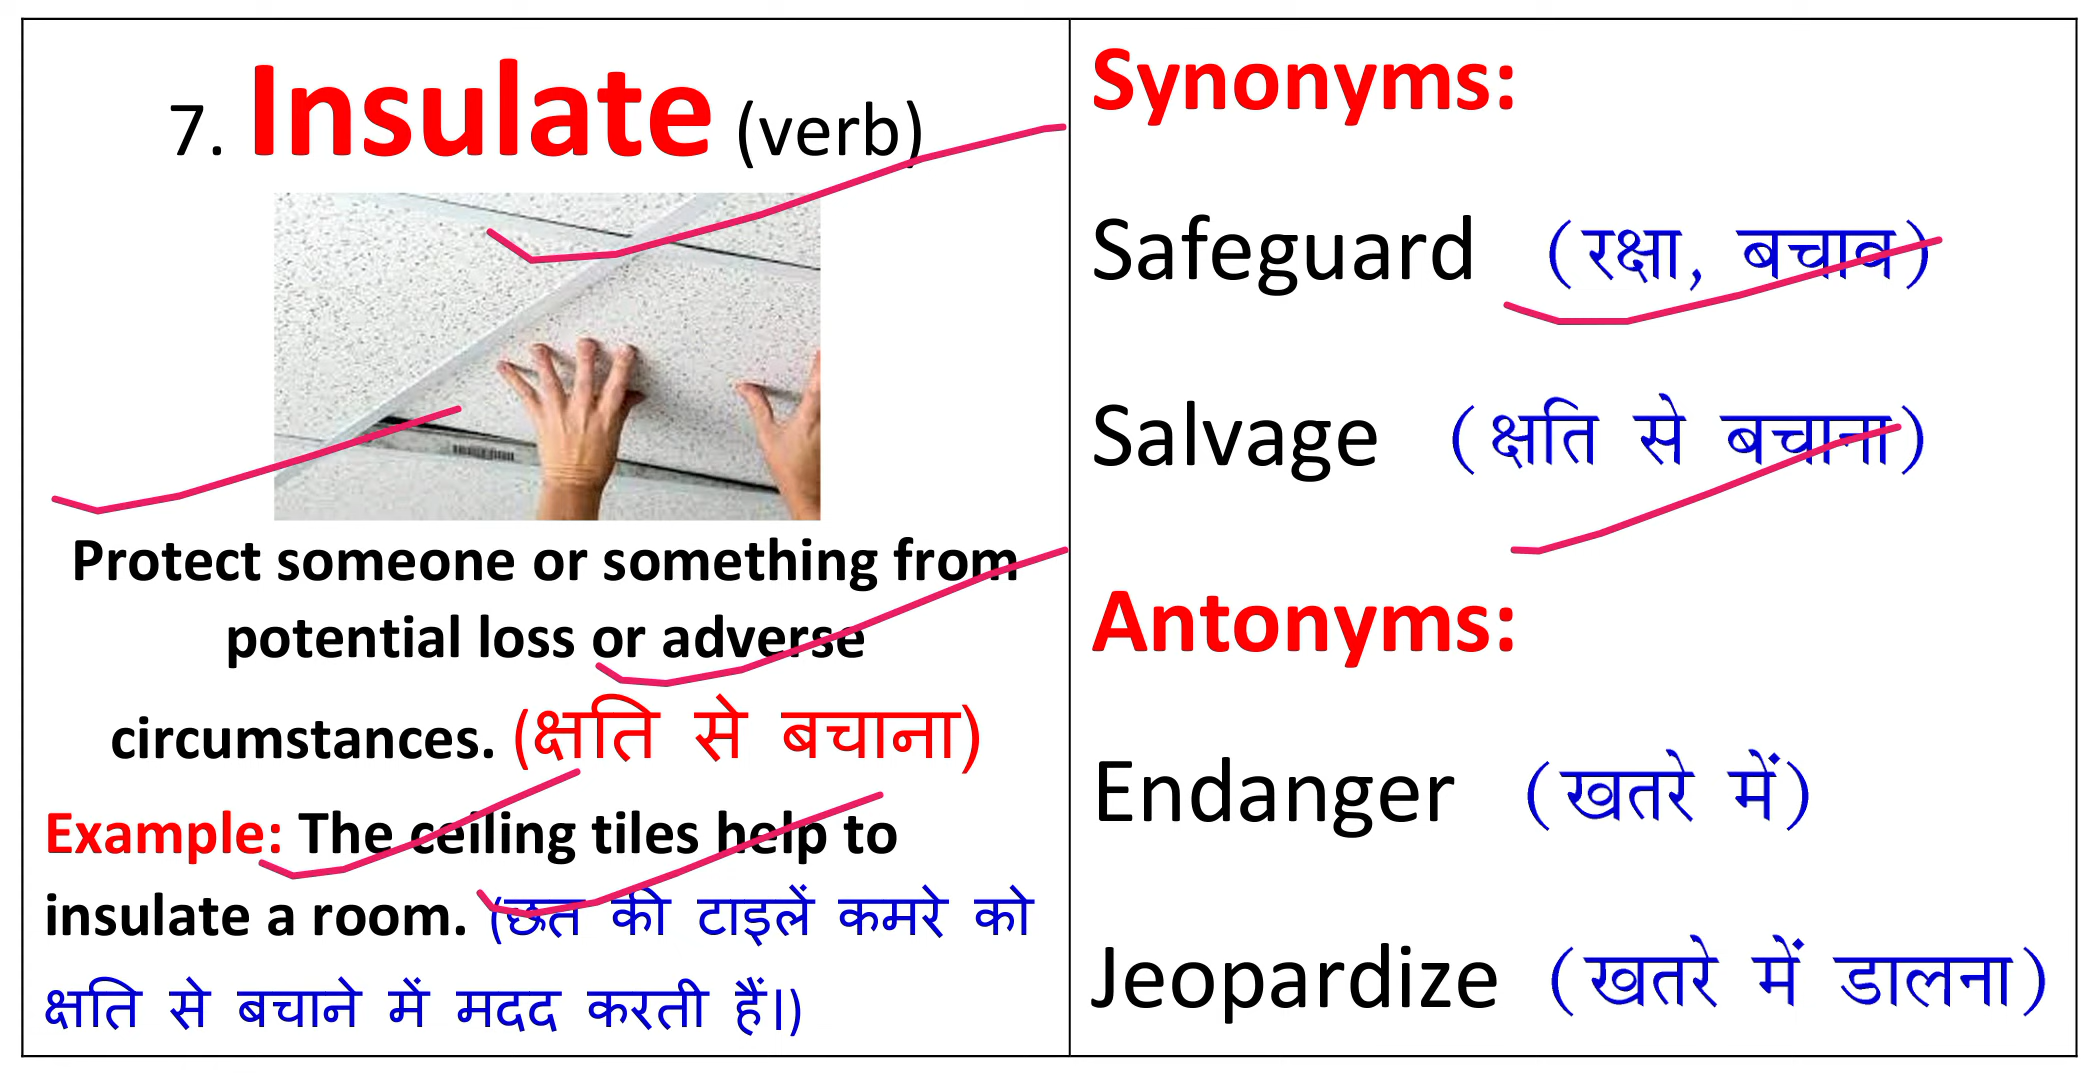 7. Insulate (verb)
Protect someone or something from
potential loss or adverse
circumstances. (क्षति से बचाना)
Example: The ceiling tiles help to
insulate a room. (छत की टाइलें कमरे को
क्षति से बचाने में मदद करती हैं।)
Synonyms:
Safeguard (रक्षा, बचाव)
Salvage (क्षति से बचाना)
Antonyms:
Endanger (खतरे में)
Jeopardize (खतरे में डालना)